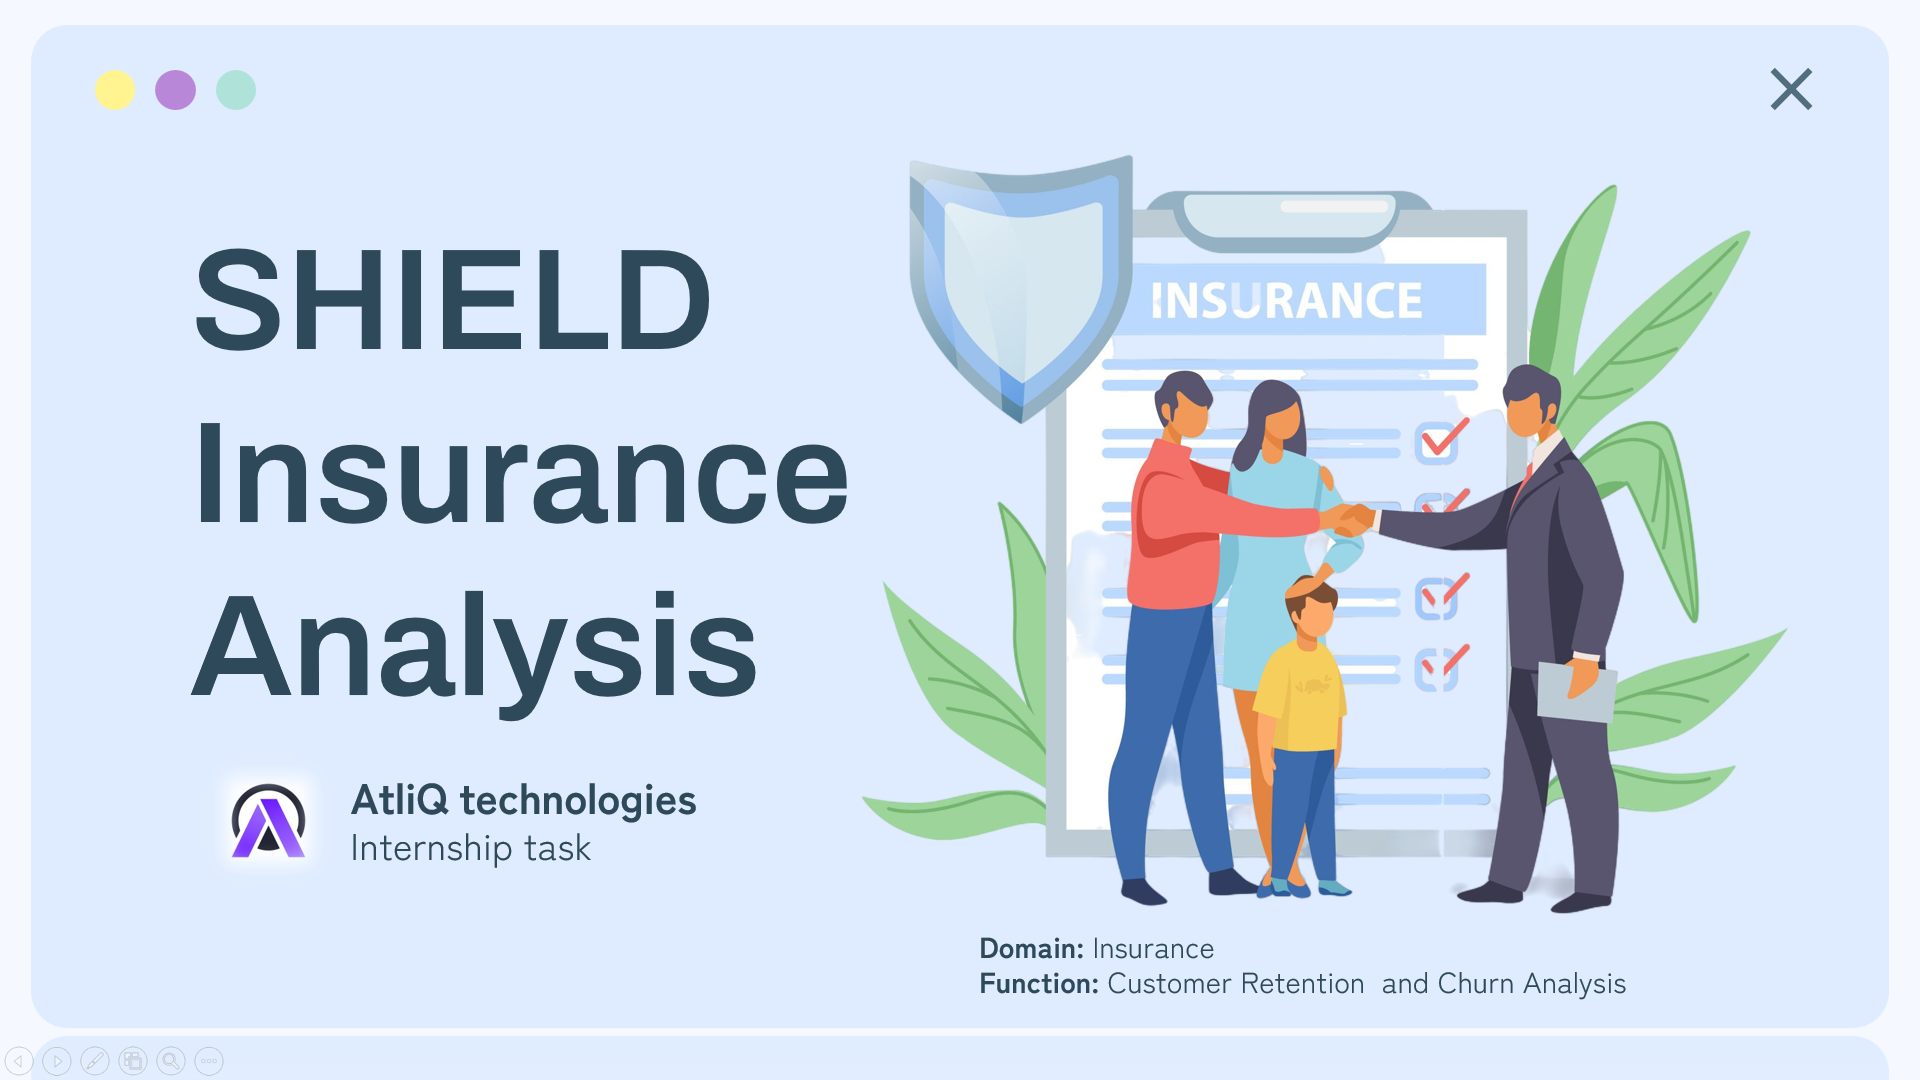 SHIELD
Insurance
Analysis
AtliQ technologies
Internship task
INSURANCE
Domain: Insurance
Function: Customer Retention  and Churn Analysis